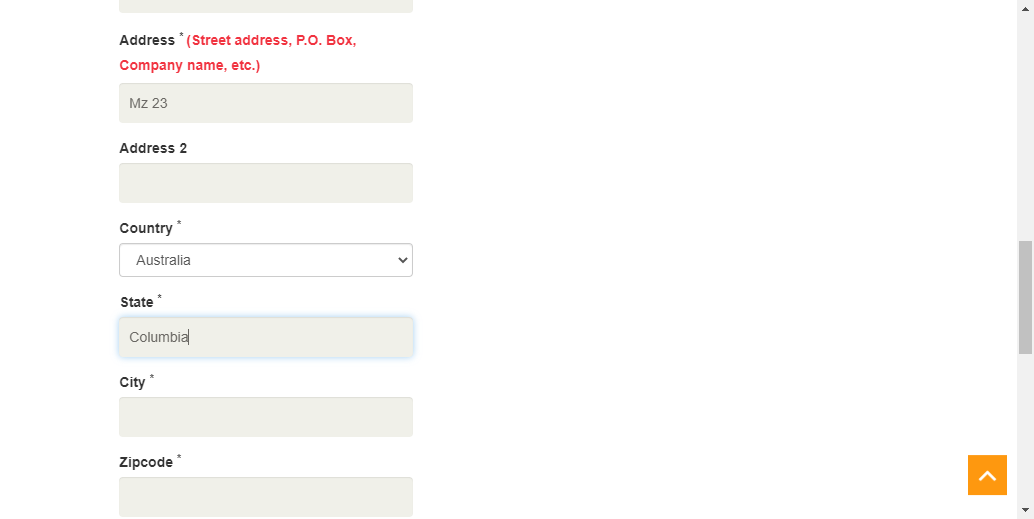 Address * (Street address, P.O. Box,
Company name, etc.)
Mz 23
Address 2
Country *
Australia
State *
Columbia
City *
Zipcode *